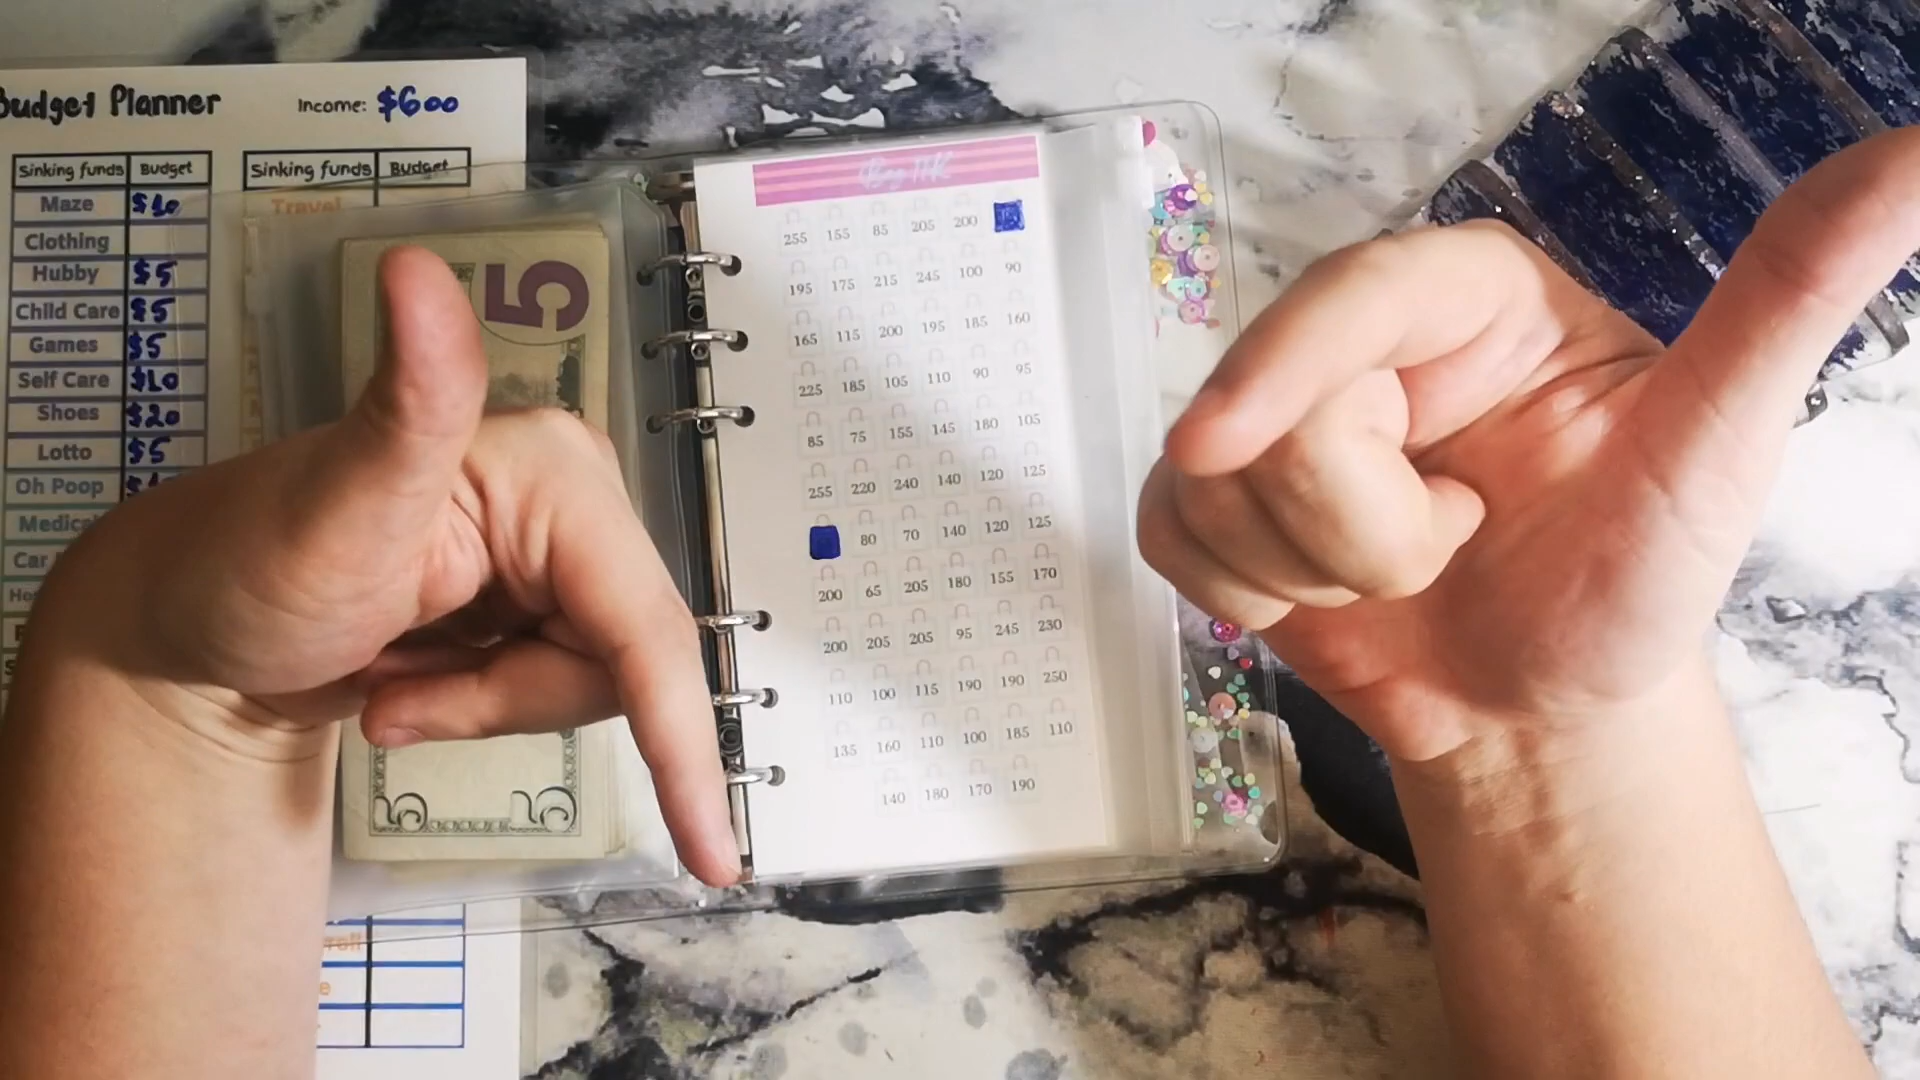 Budget Planner Income: $600
Sinking funds Budget Sinking funds Budget
Maze $10 Travel
Clothing
Hubby $5
Child Care $5
Games $5
Self Care $10
Shoes $20
Lotto $5
Oh Poop
Medical
Car
5
5 5
255 155 85 205 200
195 175 215 245 100 90
165 115 200 195 185 160
225 185 105 110 90 95
85 75 155 145 180 105
255 220 240 140 120 125
80 70 140 120 125
200 65 205 180 155 170
200 205 205 95 245 230
110 100 115 190 190 250
135 160 110 100 185 110
140 180 170 190